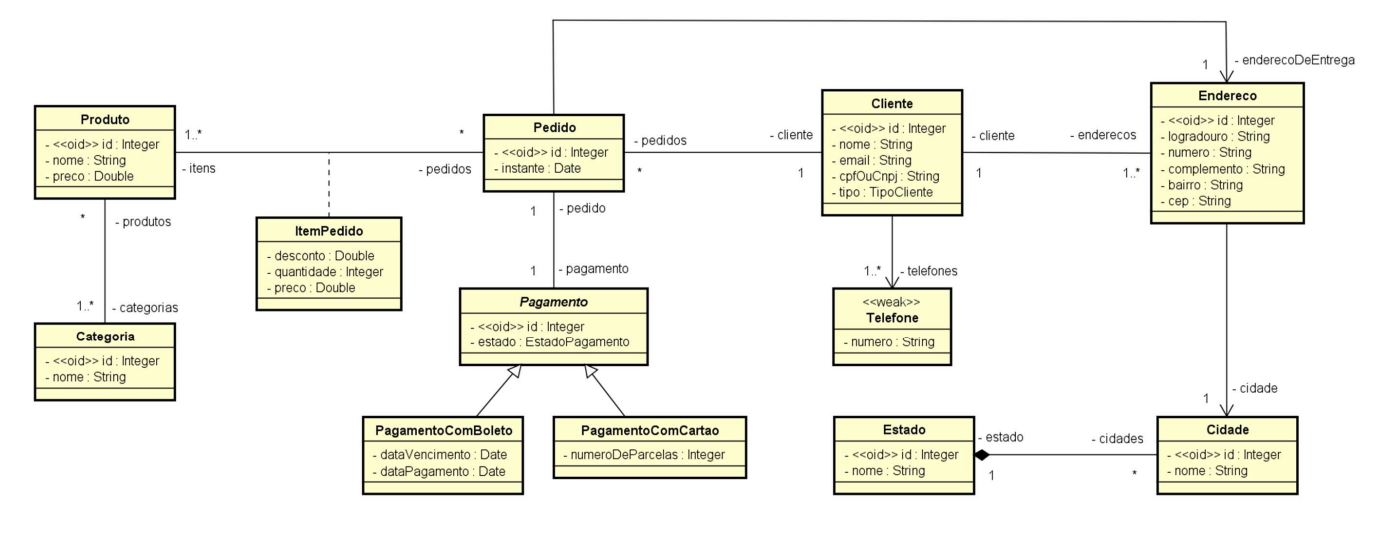 1
- enderecoDeEntrega
Produto
- <<oid>> id : Integer
- nome : String
- preco : Double
1..*
- itens
*
- pedidos
Pedido
- <<oid>> id : Integer
- instante : Date
- pedidos
*
- cliente
1
Cliente
- <<oid>> id : Integer
- nome : String
- email : String
- cpfOuCnpj : String
- tipo : TipoCliente
- cliente
1
- enderecos
1..*
Endereco
- <<oid>> id : Integer
- logradouro : String
- numero : String
- complemento : String
- bairro : String
- cep : String
*
- produtos
1..*
- categorias
Categoria
- <<oid>> id : Integer
- nome : String
ItemPedido
- desconto : Double
- quantidade : Integer
- preco : Double
1
- pedido
1
- pagamento
Pagamento
- <<oid>> id : Integer
- estado : EstadoPagamento
1..*
- telefones
<<weak>>
Telefone
- numero : String
PagamentoComBoleto
- dataVencimento : Date
- dataPagamento : Date
PagamentoComCartao
- numeroDeParcelas : Integer
Estado
- <<oid>> id : Integer
- nome : String
- estado
1
- cidades
*
1
- cidade
Cidade
- <<oid>> id : Integer
- nome : String